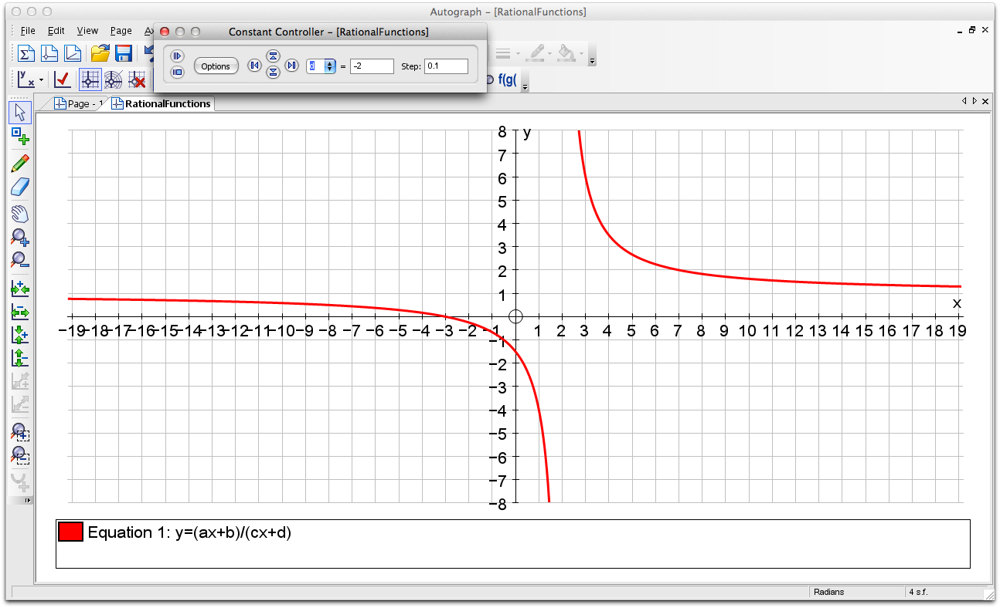 Autograph – [RationalFunctions]
File Edit View Page
Constant Controller – [RationalFunctions]
Options = -2 Step: 0.1
f(g(
Page - 1 RationalFunctions
y
8
7
6
5
4
3
2
1
x
−19 −18 −17 −16 −15 −14 −13 −12 −11 −10 −9 −8 −7 −6 −5 −4 −3 −2 −1 1 2 3 4 5 6 7 8 9 10 11 12 13 14 15 16 17 18 19
−1
−2
−3
−4
−5
−6
−7
−8
Equation 1: y=(ax+b)/(cx+d)
Radians 4 s.f.